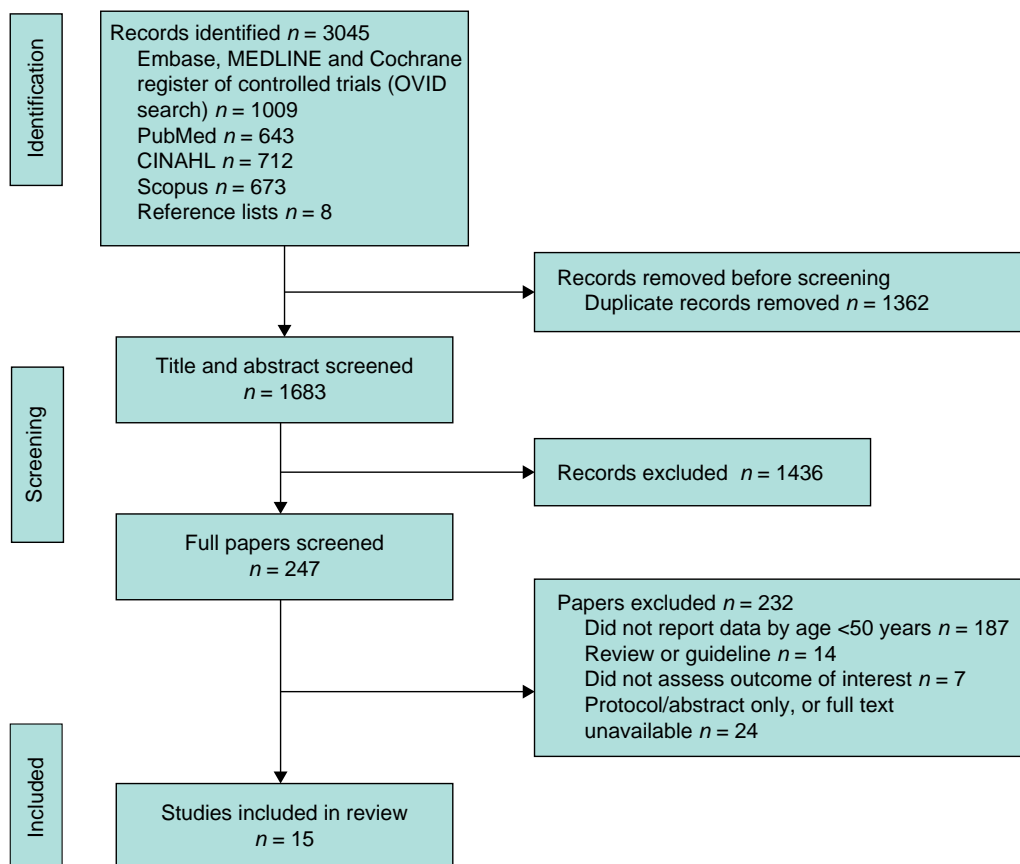 Identification
Records identified n = 3045
Embase, MEDLINE and Cochrane
register of controlled trials (OVID
search) n = 1009
PubMed n = 643
CINAHL n = 712
Scopus n = 673
Reference lists n = 8
Records removed before screening
Duplicate records removed n = 1362
Screening
Title and abstract screened
n = 1683
Records excluded n = 1436
Full papers screened
n = 247
Papers excluded n = 232
Did not report data by age <50 years n = 187
Review or guideline n = 14
Did not assess outcome of interest n = 7
Protocol/abstract only, or full text
unavailable n = 24
Included
Studies included in review
n = 15